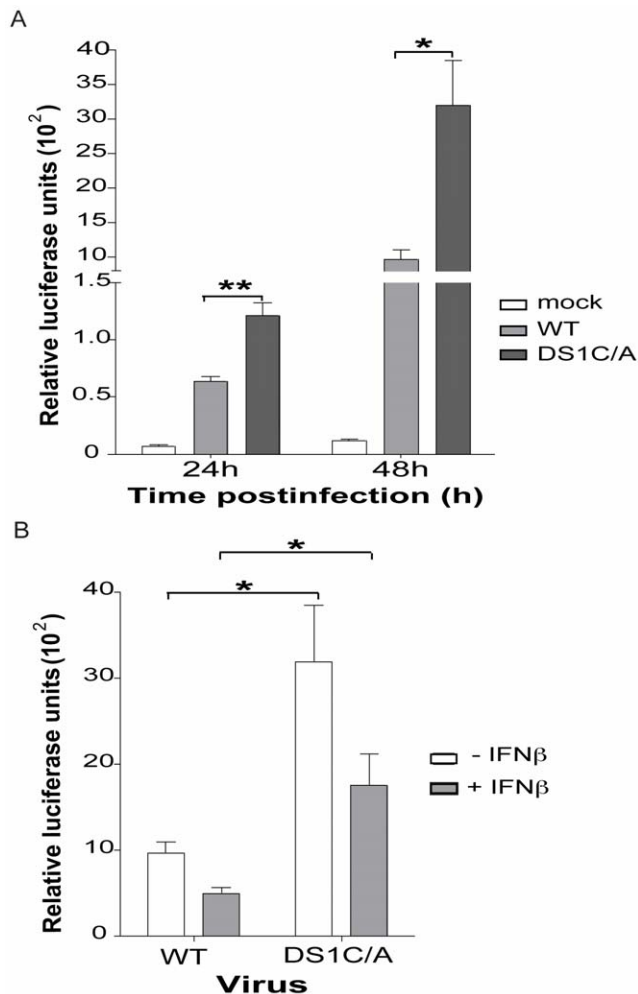 A
Relative luciferase units (10²)
40
35
30
25
20
15
10
1.5
1.0
0.5
0
*
**
mock
WT
DS1C/A
24h
48h
Time postinfection (h)
B
Relative luciferase units(10²)
40
30
20
10
0
*
*
- IFNβ
+ IFNβ
WT
DS1C/A
Virus